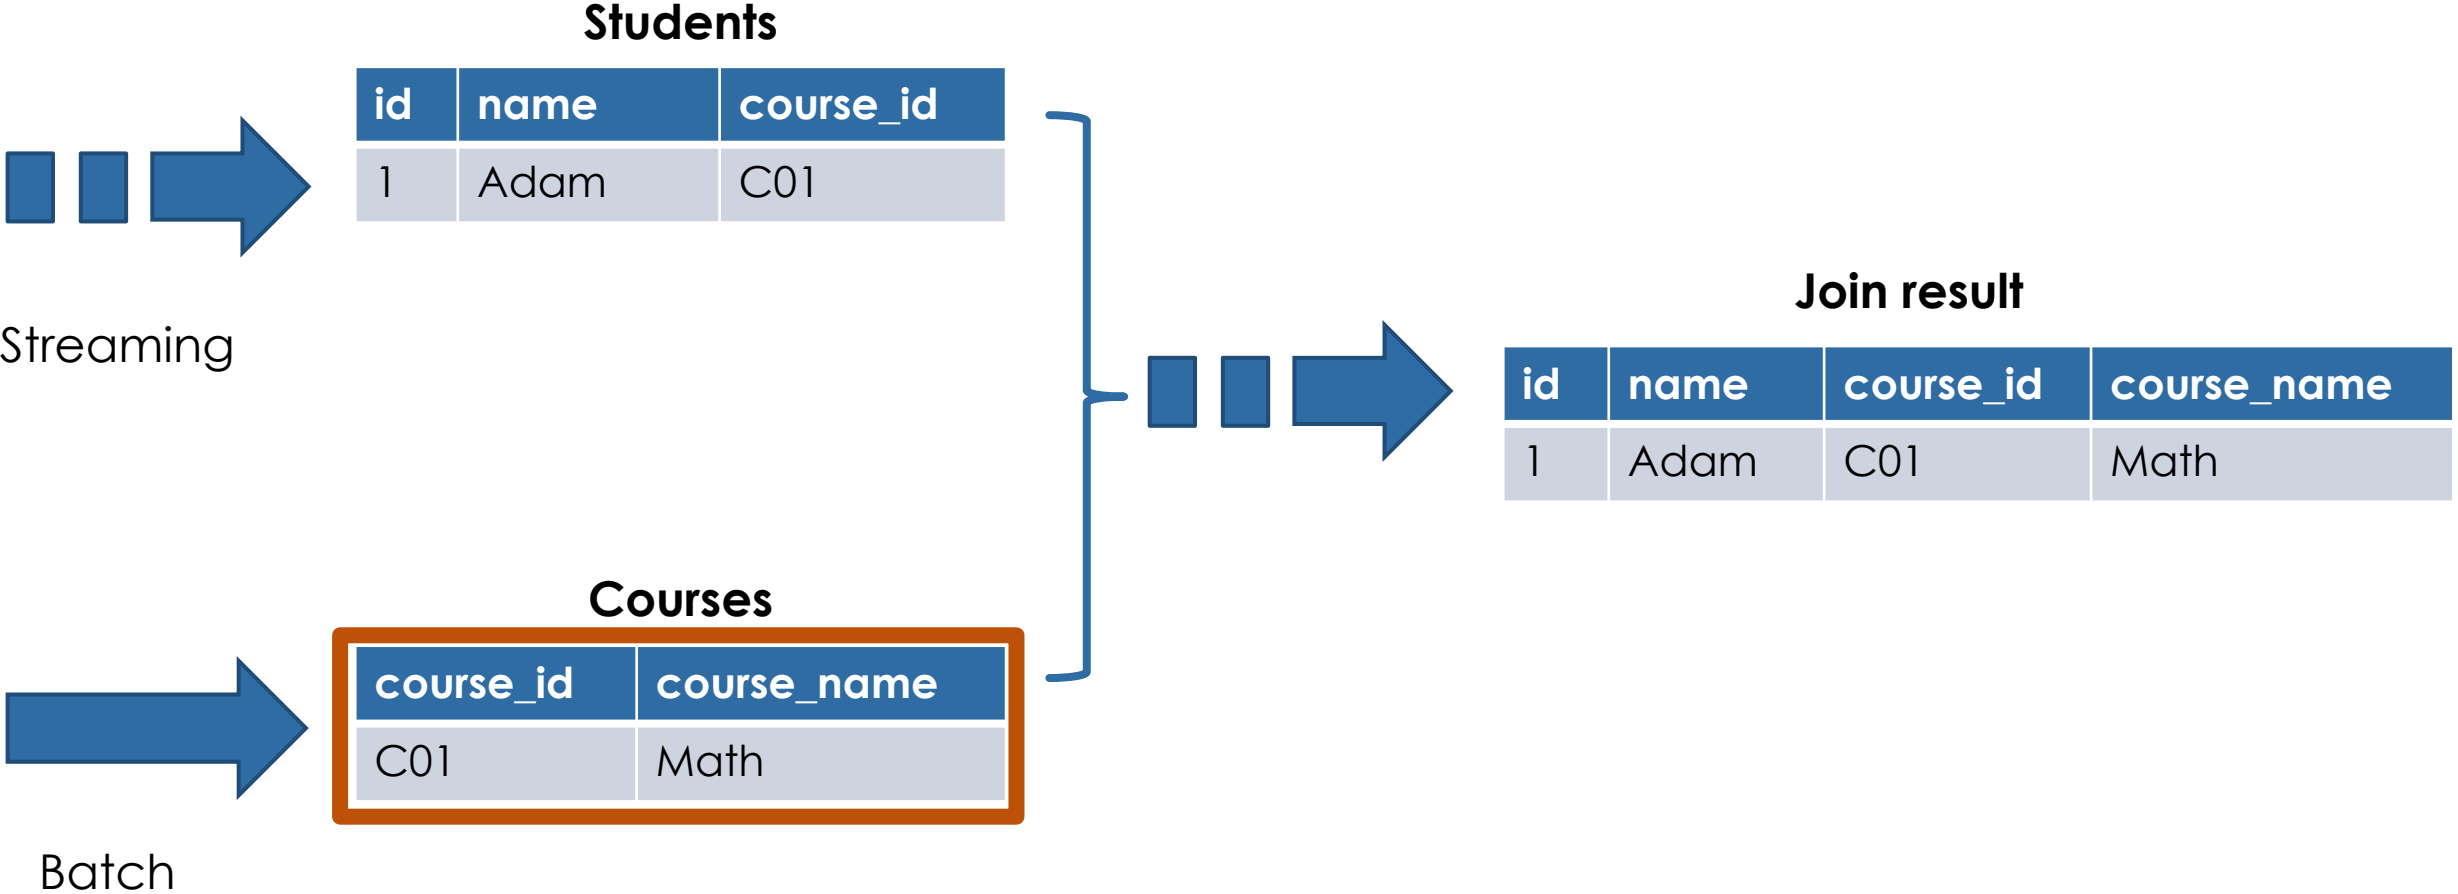 Students
id name course_id
1 Adam C01
Streaming
Join result
id name course_id course_name
1 Adam C01 Math
Courses
course_id course_name
C01 Math
Batch